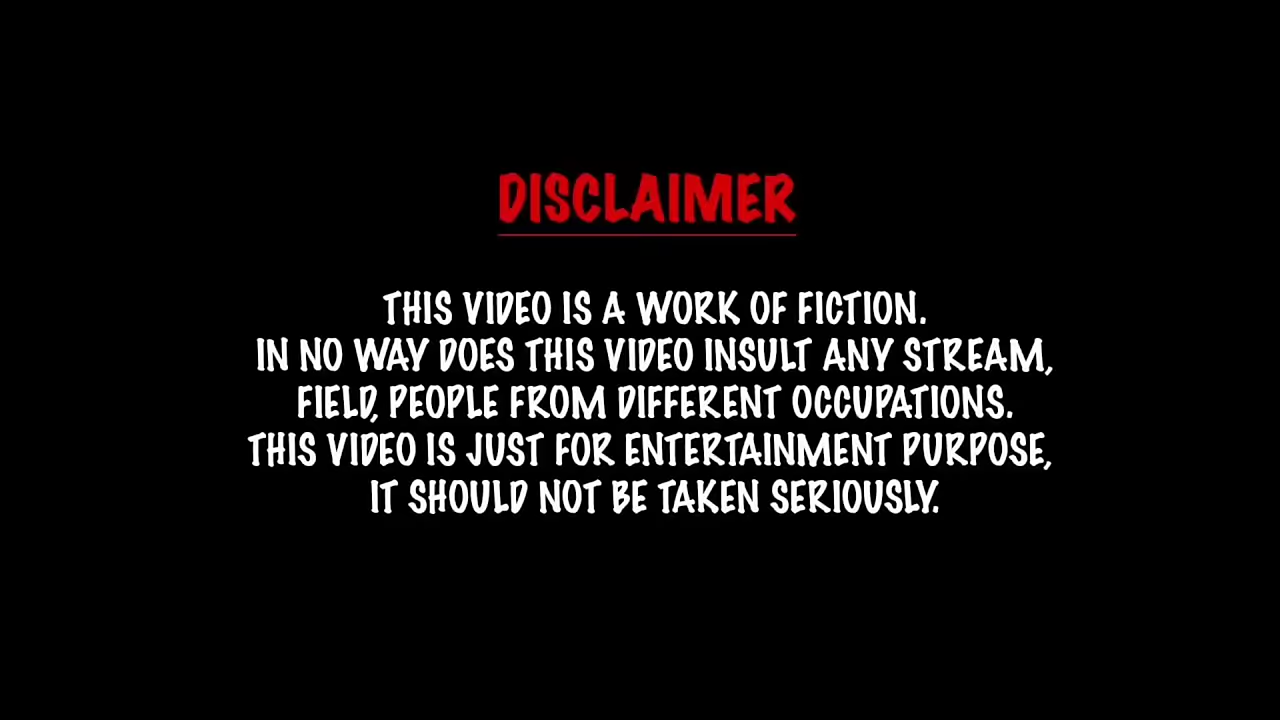 DISCLAIMER
THIS VIDEO IS A WORK OF FICTION.
IN NO WAY DOES THIS VIDEO INSULT ANY STREAM,
FIELD, PEOPLE FROM DIFFERENT OCCUPATIONS.
THIS VIDEO IS JUST FOR ENTERTAINMENT PURPOSE,
IT SHOULD NOT BE TAKEN SERIOUSLY.